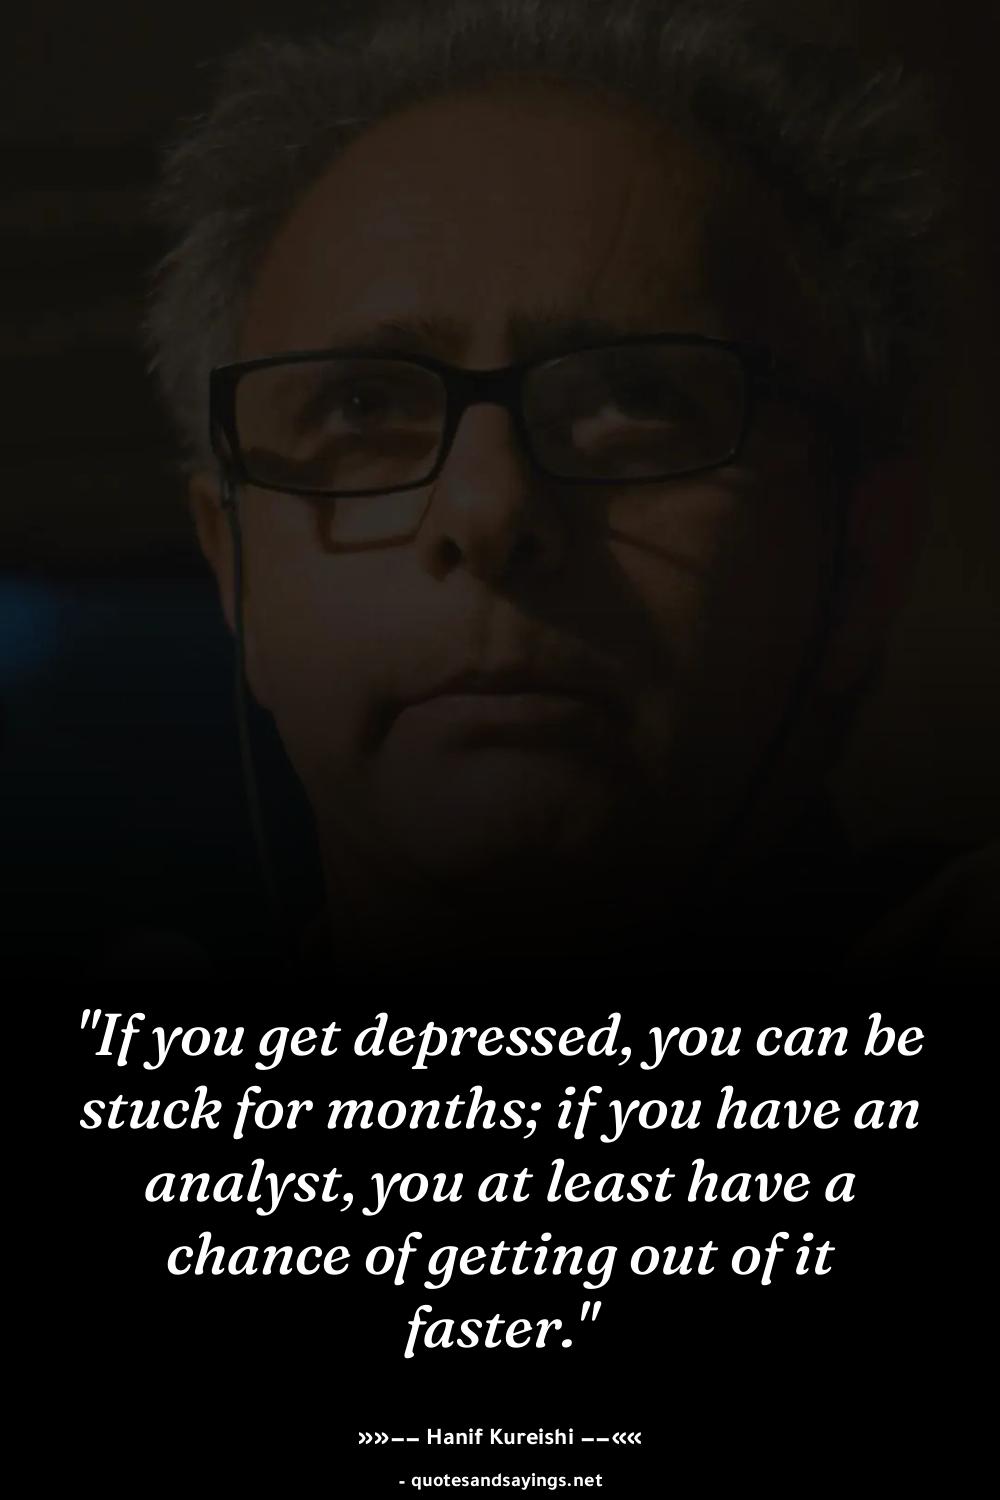 "If you get depressed, you can be
stuck for months; if you have an
analyst, you at least have a
chance of getting out of it
faster."
»»–– Hanif Kureishi ––««
- quotesandsayings.net